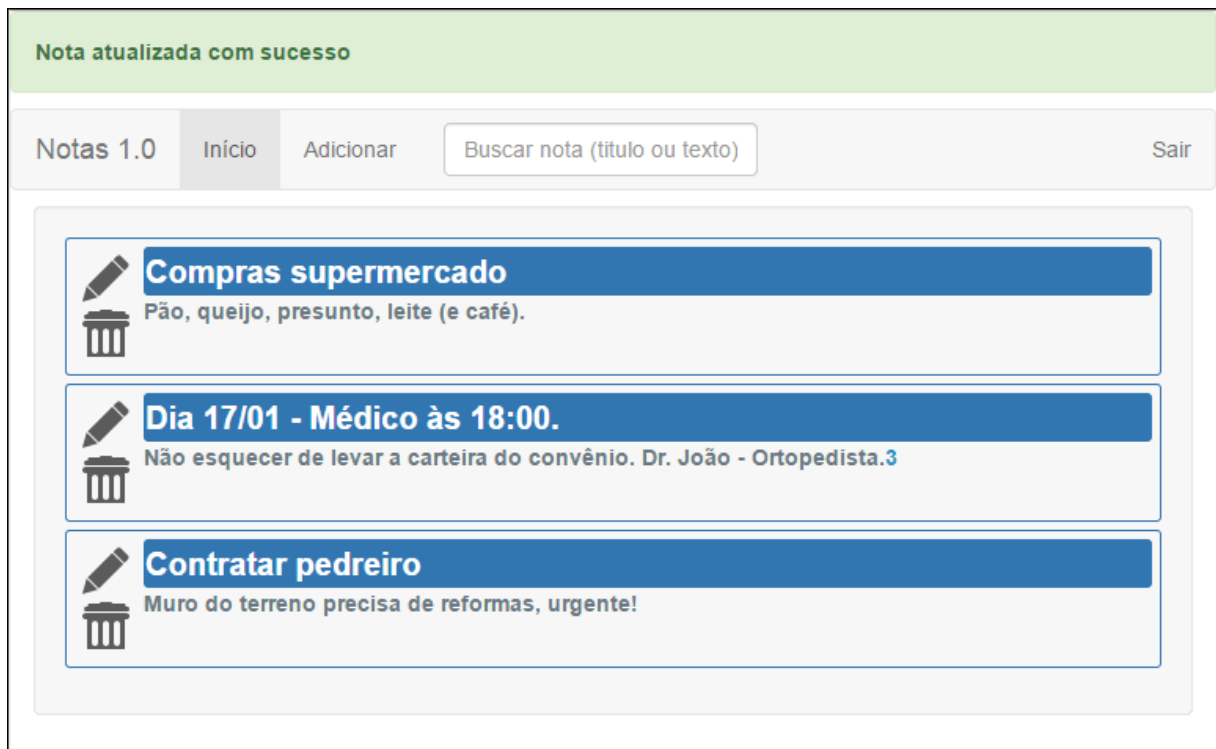 Nota atualizada com sucesso
Notas 1.0 Início Adicionar Buscar nota (titulo ou texto) Sair
Compras supermercado
Pão, queijo, presunto, leite (e café).
Dia 17/01 - Médico às 18:00.
Não esquecer de levar a carteira do convênio. Dr. João - Ortopedista.3
Contratar pedreiro
Muro do terreno precisa de reformas, urgente!